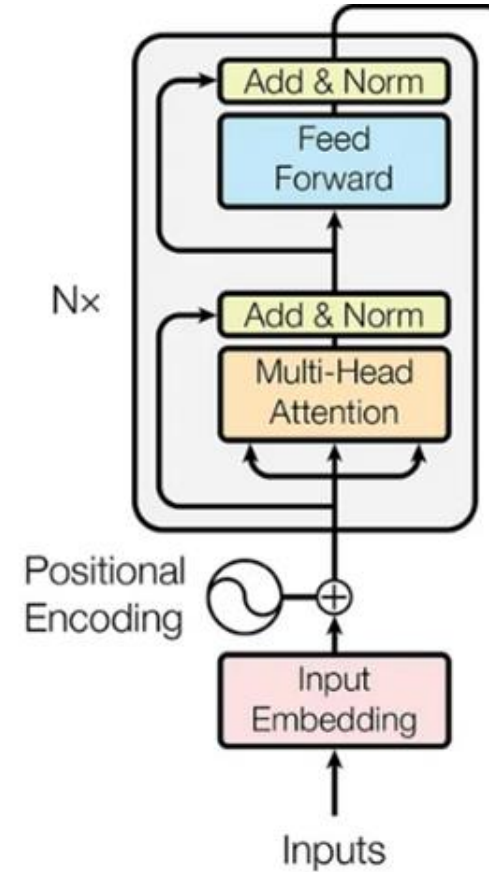 Add & Norm
Feed
Forward
N×
Add & Norm
Multi-Head
Attention
Positional
Encoding
Input
Embedding
Inputs